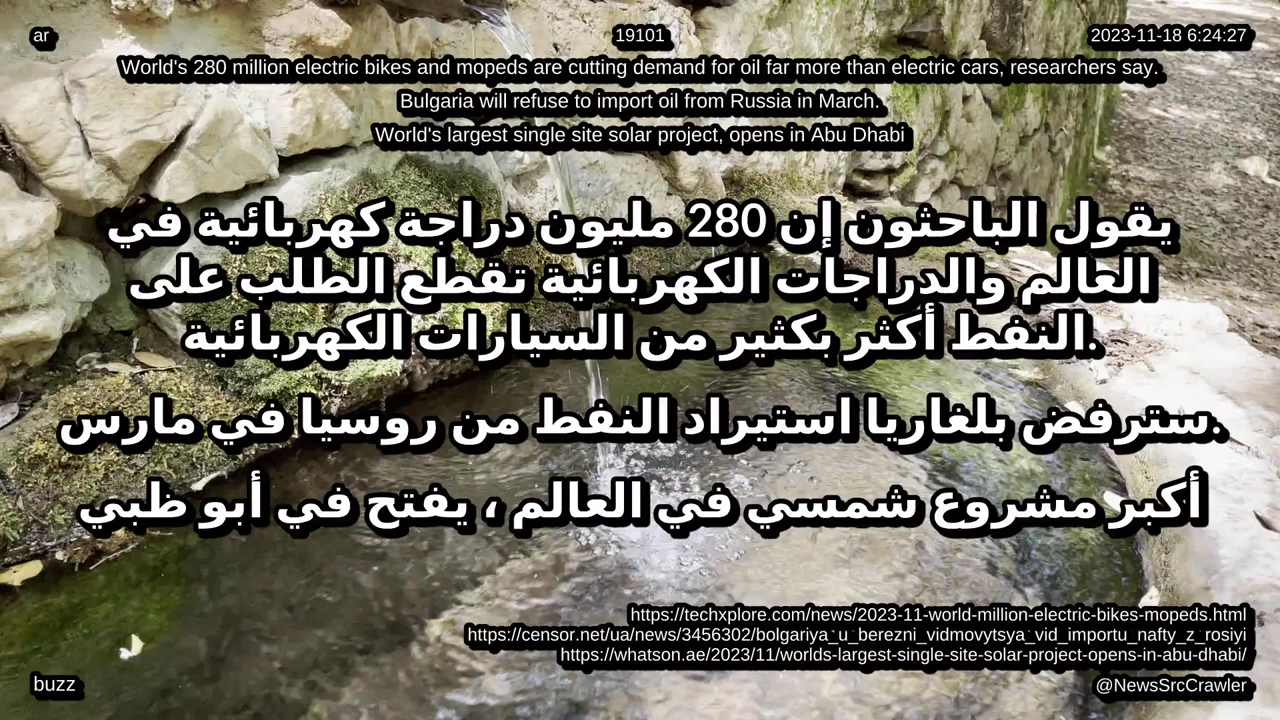 ar
19101
2023-11-18 6:24:27
World's 280 million electric bikes and mopeds are cutting demand for oil far more than electric cars, researchers say.
Bulgaria will refuse to import oil from Russia in March.
World's largest single site solar project, opens in Abu Dhabi
يقول الباحثون إن 280 مليون دراجة كهربائية في
العالم والدراجات الكهربائية تقطع الطلب على
النفط أكثر بكثير من السيارات الكهربائية.
سترفض بلغاريا استيراد النفط من روسيا في مارس.
أكبر مشروع شمسي في العالم ، يفتح في أبو ظبي
https://techxplore.com/news/2023-11-world-million-electric-bikes-mopeds.html
https://censor.net/ua/news/3456302/bolgariya_u_berezni_vidmovytsya_vid_importu_nafty_z_rosiyi
https://whatson.ae/2023/11/worlds-largest-single-site-solar-project-opens-in-abu-dhabi/
buzz
@NewsSrcCrawler